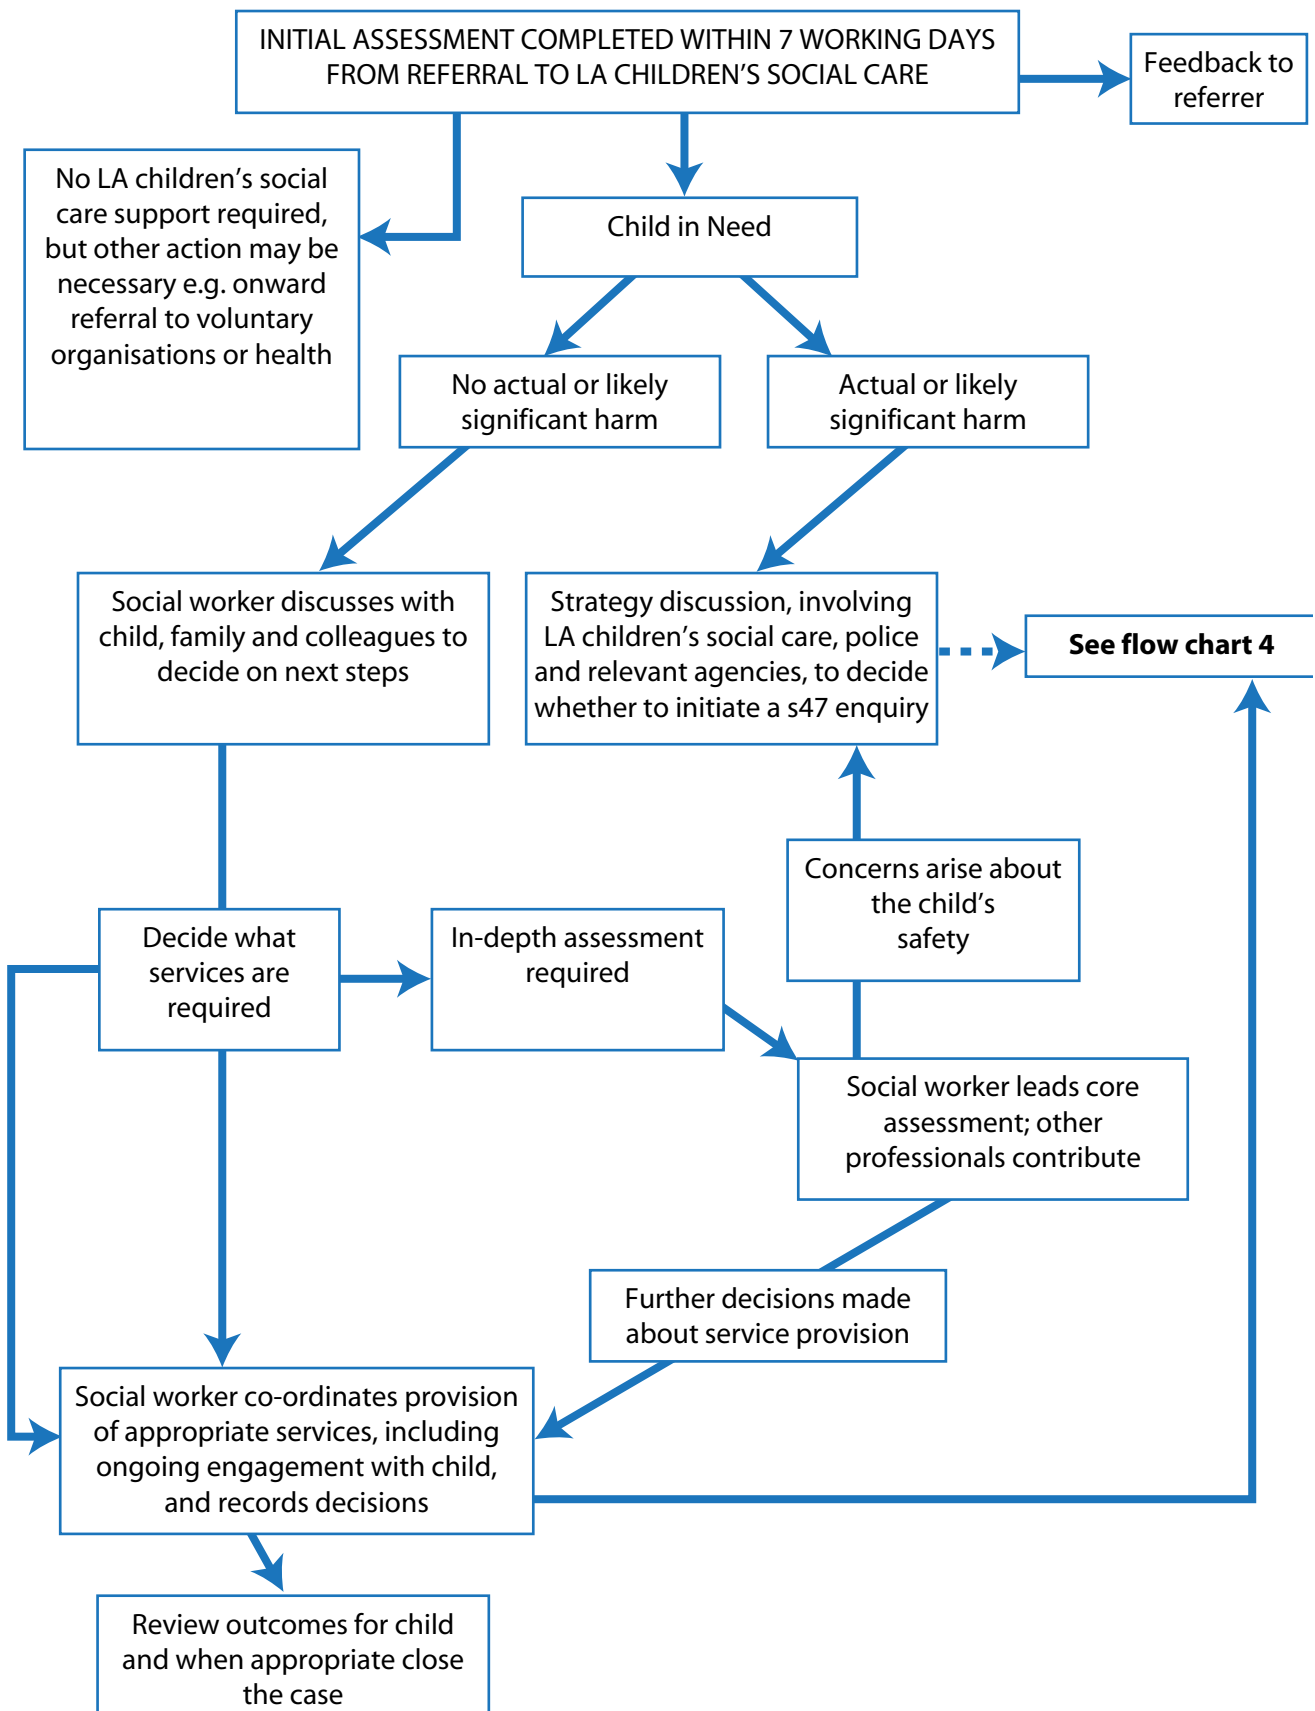 INITIAL ASSESSMENT COMPLETED WITHIN 7 WORKING DAYS
FROM REFERRAL TO LA CHILDREN’S SOCIAL CARE
Feedback to
referrer
No LA children’s social
care support required,
but other action may be
necessary e.g. onward
referral to voluntary
organisations or health
Child in Need
No actual or likely
significant harm
Actual or likely
significant harm
Social worker discusses with
child, family and colleagues to
decide on next steps
Strategy discussion, involving
LA children’s social care, police
and relevant agencies, to decide
whether to initiate a s47 enquiry
See flow chart 4
Concerns arise about
the child’s
safety
Decide what
services are
required
In-depth assessment
required
Social worker leads core
assessment; other
professionals contribute
Further decisions made
about service provision
Social worker co-ordinates provision
of appropriate services, including
ongoing engagement with child,
and records decisions
Review outcomes for child
and when appropriate close
the case